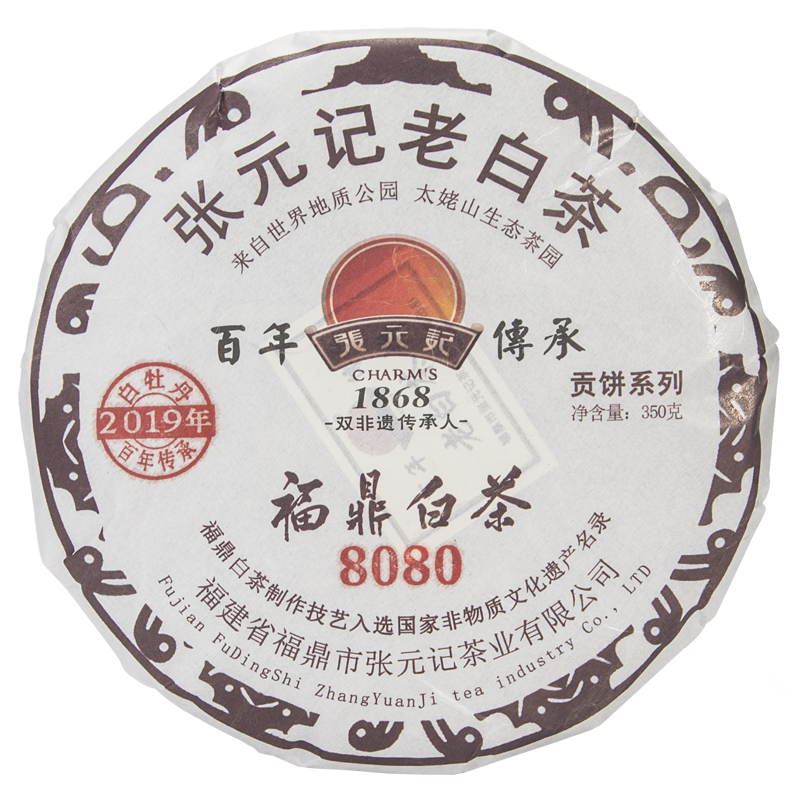 张元记老白茶
来自世界地质公园 太姥山生态茶园
百年 傳承
張元記
CHARM'S
1868
-双非遗传承人-
贡饼系列
净含量：350克
白牡丹
2019年
百年传承
福鼎白茶
8080
福鼎白茶制作技艺入选国家非物质文化遗产名录
福建省福鼎市张元记茶业有限公司
Fujian FuDingShi ZhangYuanJi tea industry Co., LTD